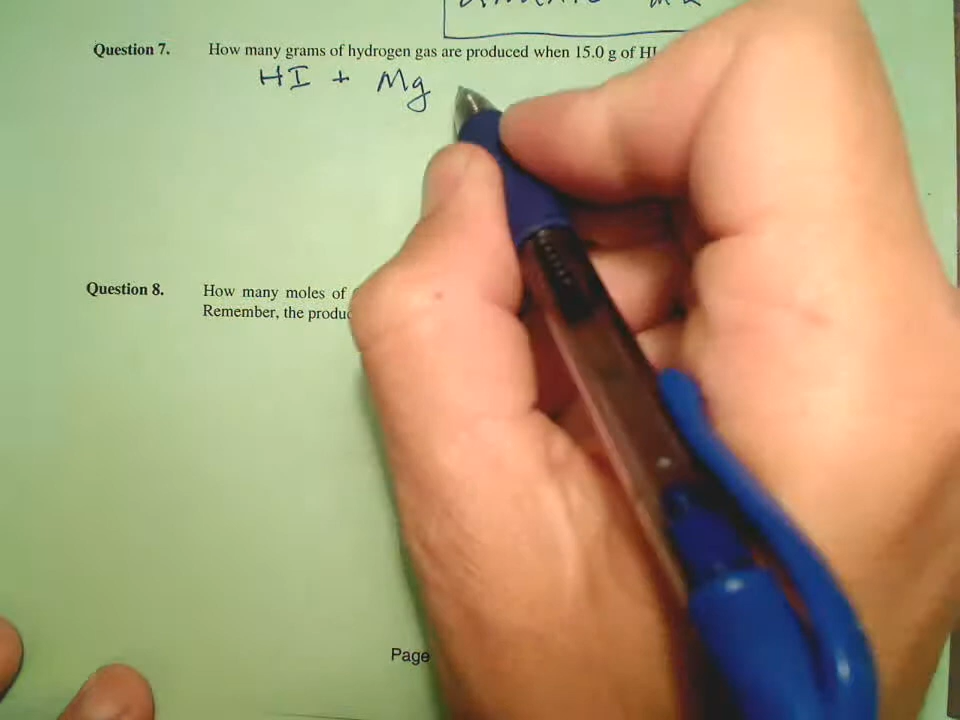 Question 7. How many grams of hydrogen gas are produced when 15.0 g of HI
HI + Mg
Question 8. How many moles of
Remember, the
Page